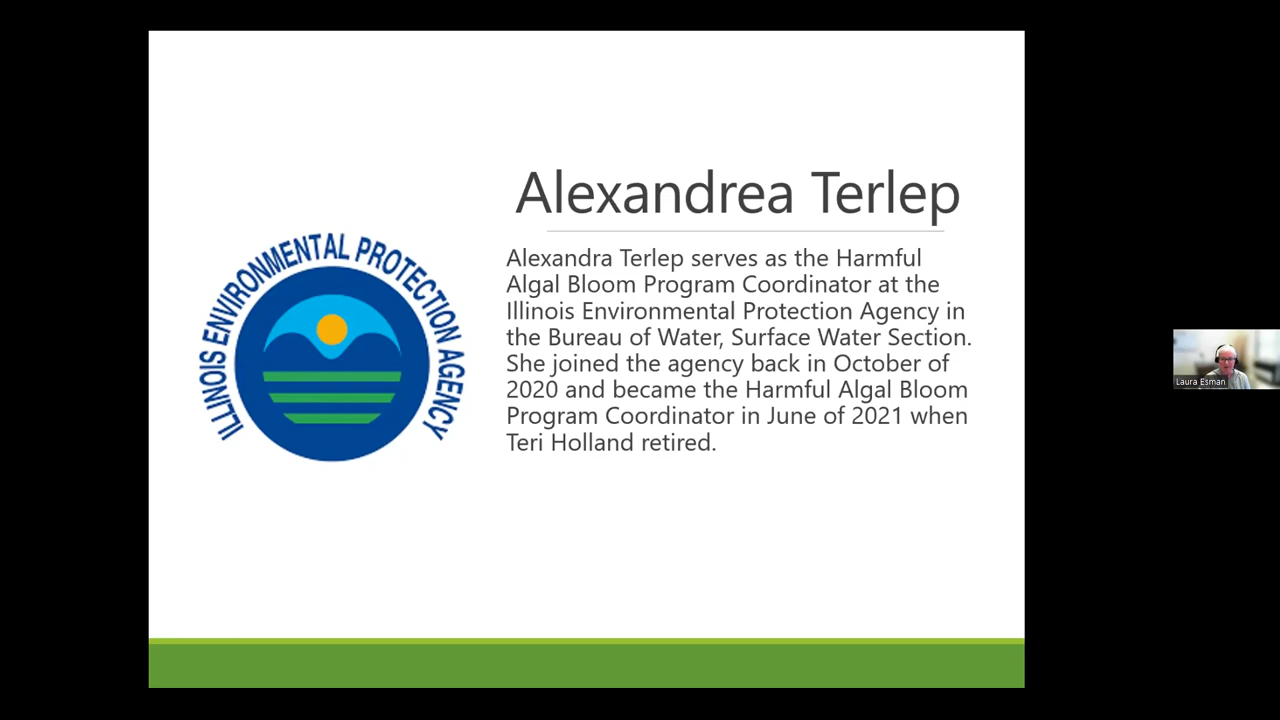 Alexandrea Terlep
ILLINOIS ENVIRONMENTAL PROTECTION AGENCY
Alexandra Terlep serves as the Harmful
Algal Bloom Program Coordinator at the
Illinois Environmental Protection Agency in
the Bureau of Water, Surface Water Section.
She joined the agency back in October of
2020 and became the Harmful Algal Bloom
Program Coordinator in June of 2021 when
Teri Holland retired.
Laura Esman